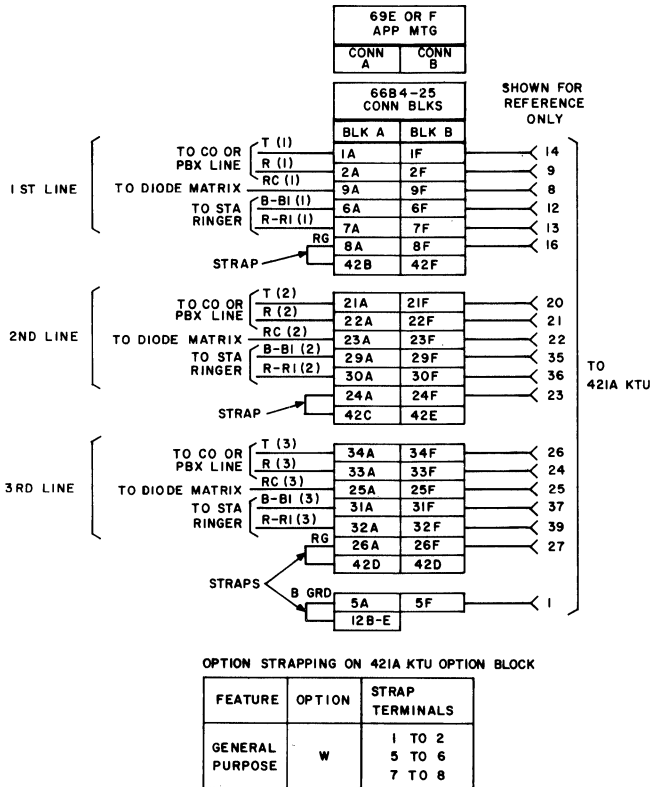 69E OR F
APP MTG
CONN A CONN B
66B4-25
CONN BLKS
SHOWN FOR
REFERENCE
ONLY
BLK A BLK B
1ST LINE
TO CO OR
PBX LINE
T (1) 1A 1F 14
R (1) 2A 2F 9
TO DIODE MATRIX RC (1) 9A 9F 8
TO STA
RINGER
B-B1 (1) 6A 6F 12
R-R1 (1) 7A 7F 13
RG 8A 8F 16
STRAP 42B 42F
2ND LINE
TO CO OR
PBX LINE
T (2) 21A 21F 20
R (2) 22A 22F 21
TO DIODE MATRIX RC (2) 23A 23F 22
TO STA
RINGER
B-B1 (2) 29A 29F 35
R-R1 (2) 30A 30F 36
24A 24F 23
STRAP 42C 42E
TO
421A KTU
3RD LINE
TO CO OR
PBX LINE
T (3) 34A 34F 26
R (3) 33A 33F 24
TO DIODE MATRIX RC (3) 25A 25F 25
TO STA
RINGER
B-B1 (3) 31A 31F 37
R-R1 (3) 32A 32F 39
RG 26A 26F 27
42D 42D
STRAPS
B GRD 5A 5F 1
12B-E
OPTION STRAPPING ON 421A KTU OPTION BLOCK
FEATURE OPTION STRAP TERMINALS
GENERAL PURPOSE W 1 TO 2
5 TO 6
7 TO 8